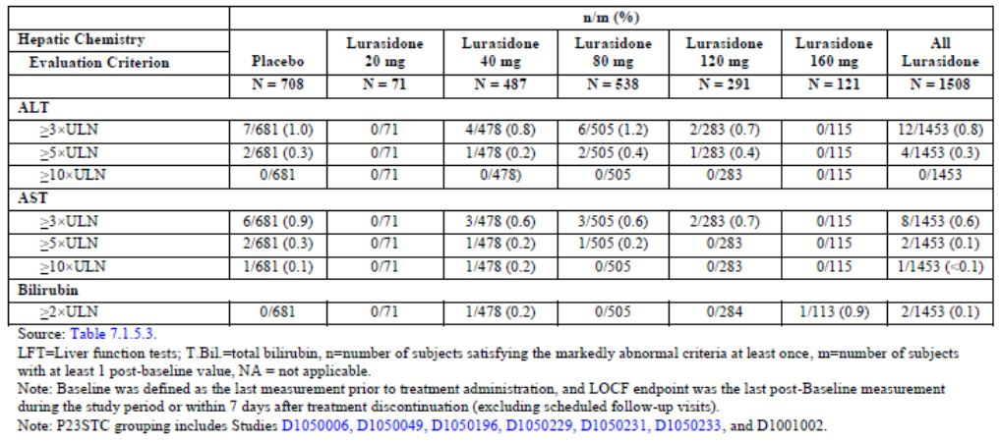 n/m (%)
Hepatic Chemistry
Evaluation Criterion Placebo Lurasidone 20 mg Lurasidone 40 mg Lurasidone 80 mg Lurasidone 120 mg Lurasidone 160 mg All Lurasidone
N = 708 N = 71 N = 487 N = 538 N = 291 N = 121 N = 1508
ALT
≥3×ULN 7/681 (1.0) 0/71 4/478 (0.8) 6/505 (1.2) 2/283 (0.7) 0/115 12/1453 (0.8)
≥5×ULN 2/681 (0.3) 0/71 1/478 (0.2) 2/505 (0.4) 1/283 (0.4) 0/115 4/1453 (0.3)
≥10×ULN 0/681 0/71 0/478) 0/505 0/283 0/115 0/1453
AST
≥3×ULN 6/681 (0.9) 0/71 3/478 (0.6) 3/505 (0.6) 2/283 (0.7) 0/115 8/1453 (0.6)
≥5×ULN 2/681 (0.3) 0/71 1/478 (0.2) 1/505 (0.2) 0/283 0/115 2/1453 (0.1)
≥10×ULN 1/681 (0.1) 0/71 1/478 (0.2) 0/505 0/283 0/115 1/1453 (<0.1)
Bilirubin
≥2×ULN 0/681 0/71 1/478 (0.2) 0/505 0/284 1/113 (0.9) 2/1453 (0.1)
Source: Table 7.1.5.3.
LFT=Liver function tests; T.Bil.=total bilirubin, n=number of subjects satisfying the markedly abnormal criteria at least once, m=number of subjects
with at least 1 post-baseline value, NA = not applicable.
Note: Baseline was defined as the last measurement prior to treatment administration, and LOCF endpoint was the last post-Baseline measurement
during the study period or within 7 days after treatment discontinuation (excluding scheduled follow-up visits).
Note: P23STC grouping includes Studies D1050006, D1050049, D1050196, D1050229, D1050231, D1050233, and D1001002.